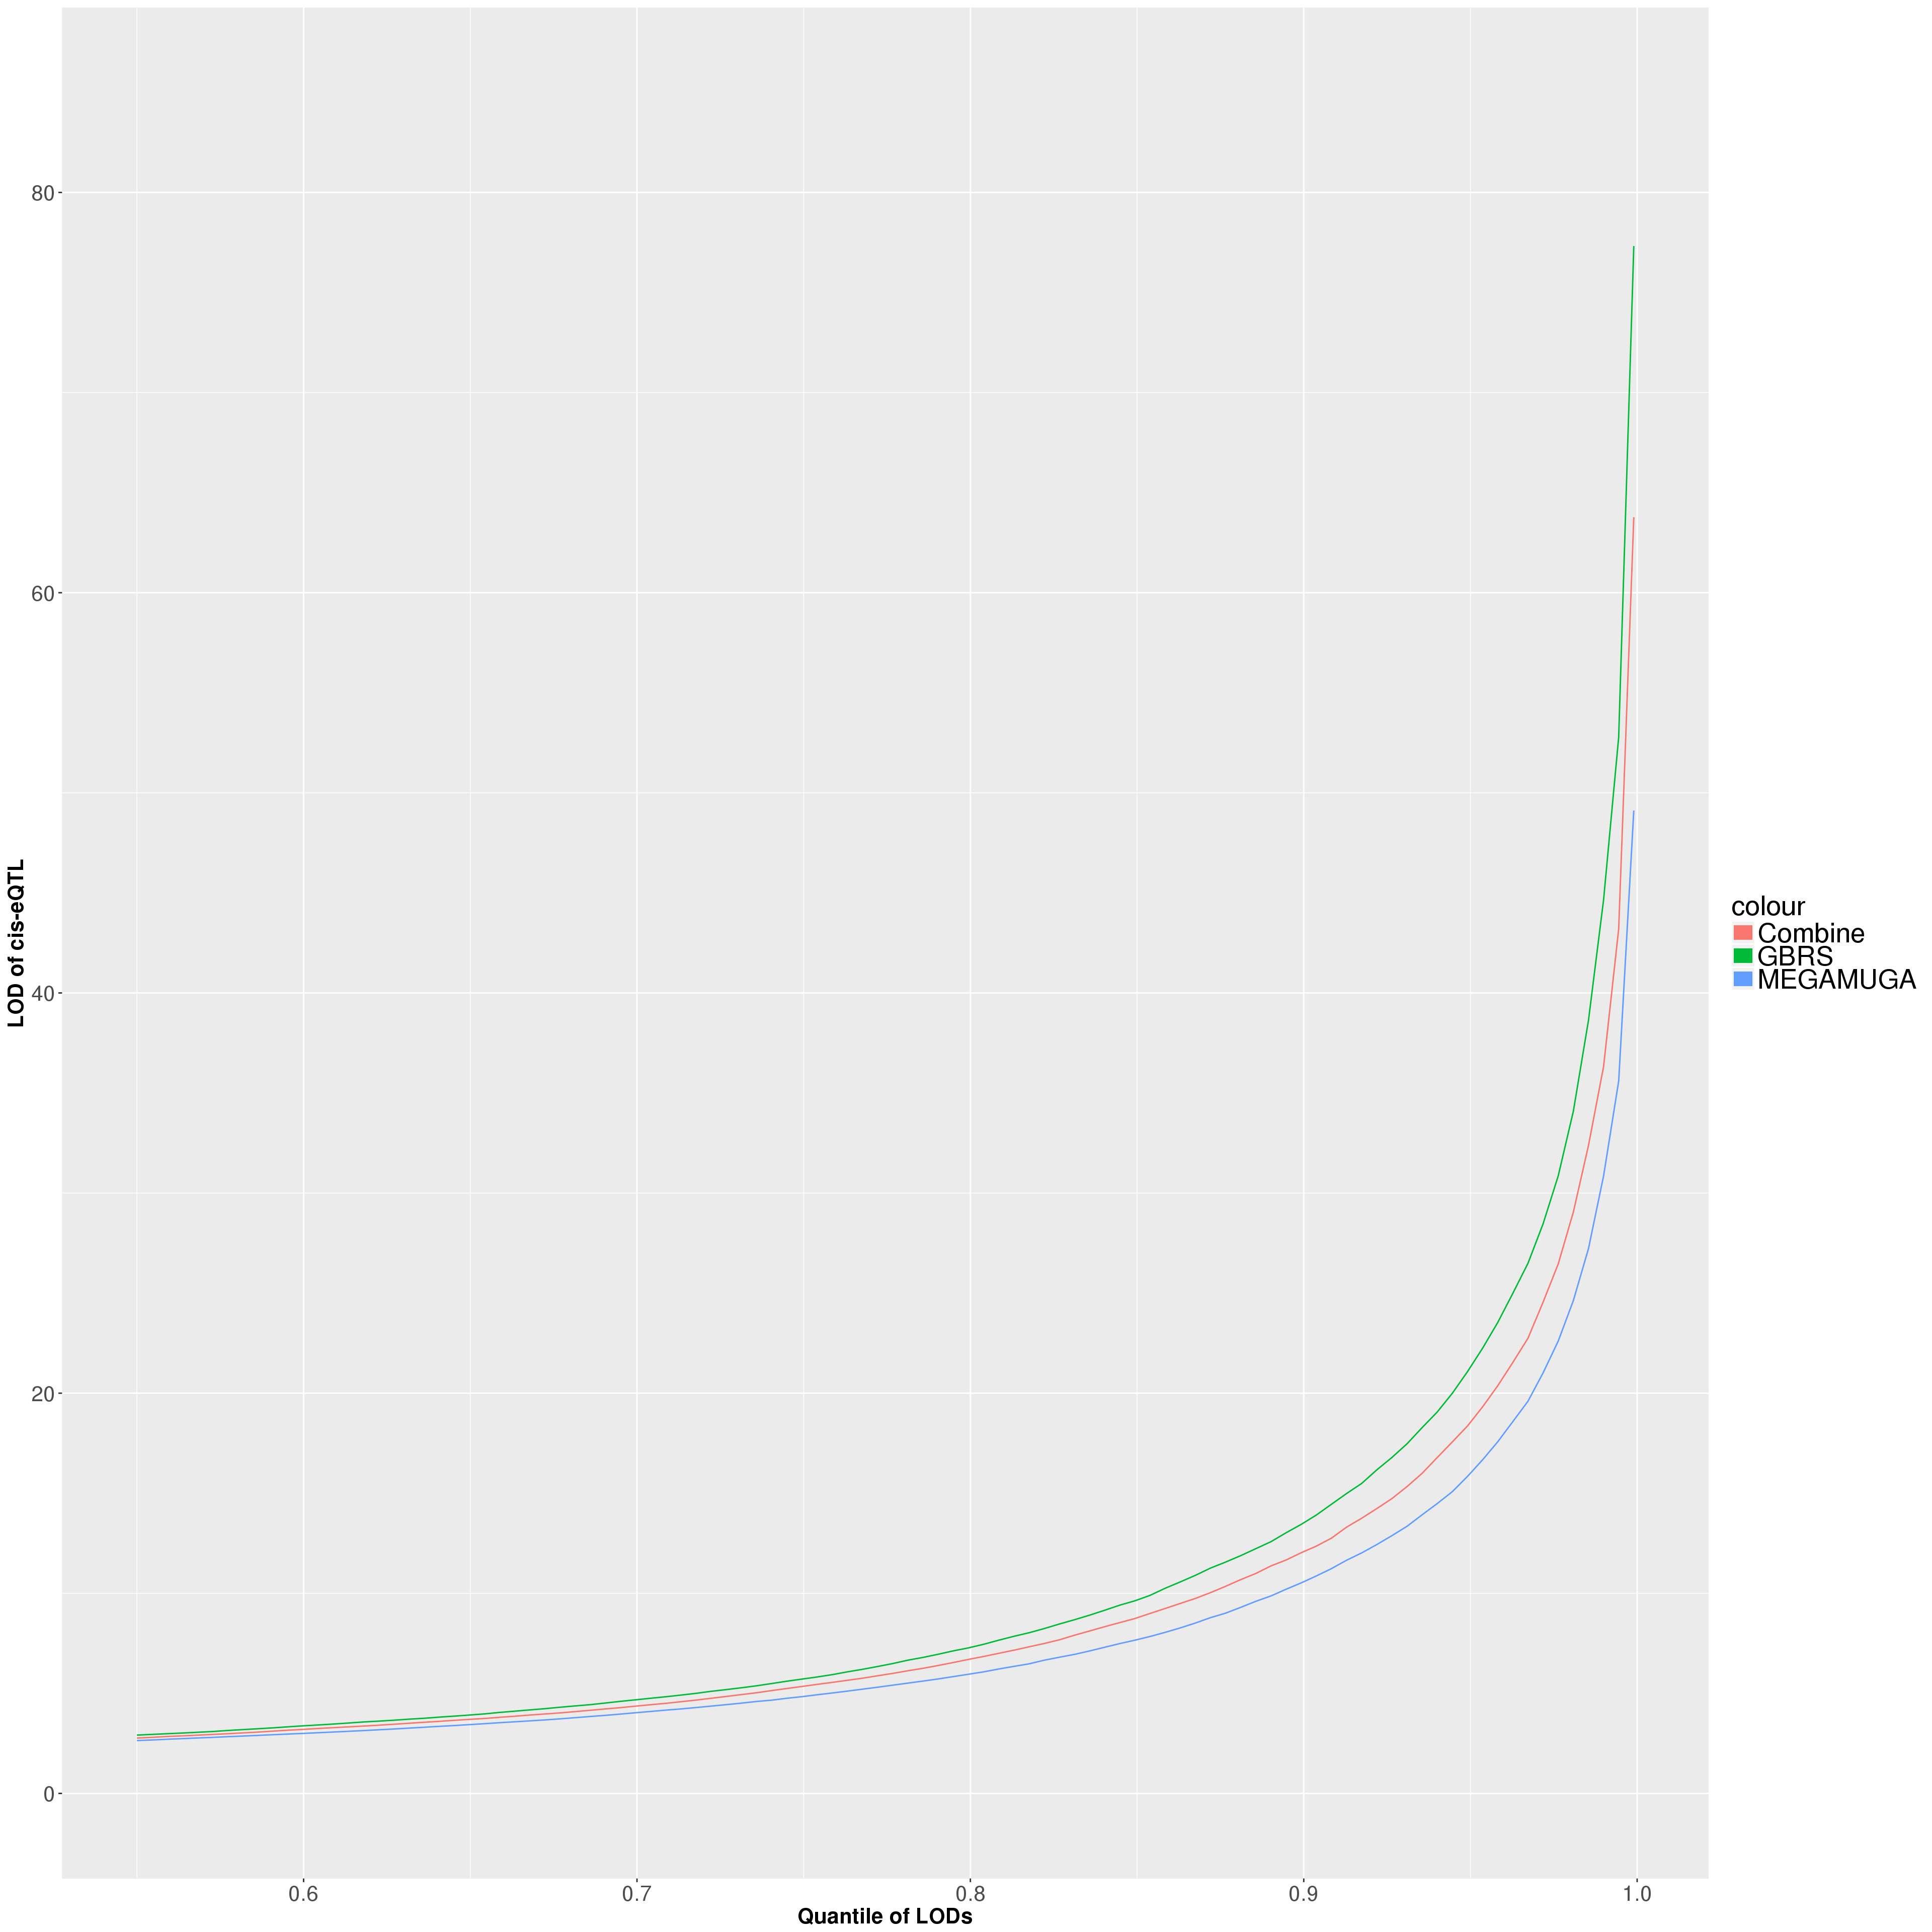 80
60
40
20
0
LOD of cis-eQTL
0.6 0.7 0.8 0.9 1.0
Quantile of LODs
colour
Combine
GBRS
MEGAMUGA